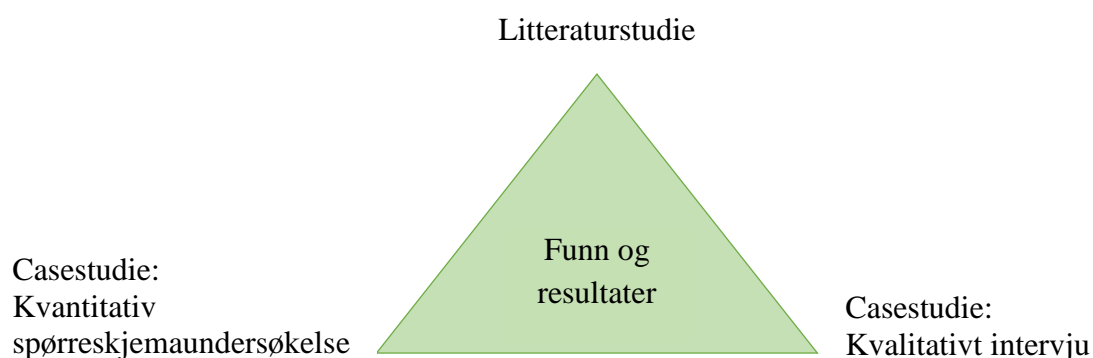 Litteraturstudie
Funn og
resultater
Casestudie:
Kvantitativ
spørreskjemaundersøkelse
Casestudie:
Kvalitativt intervju